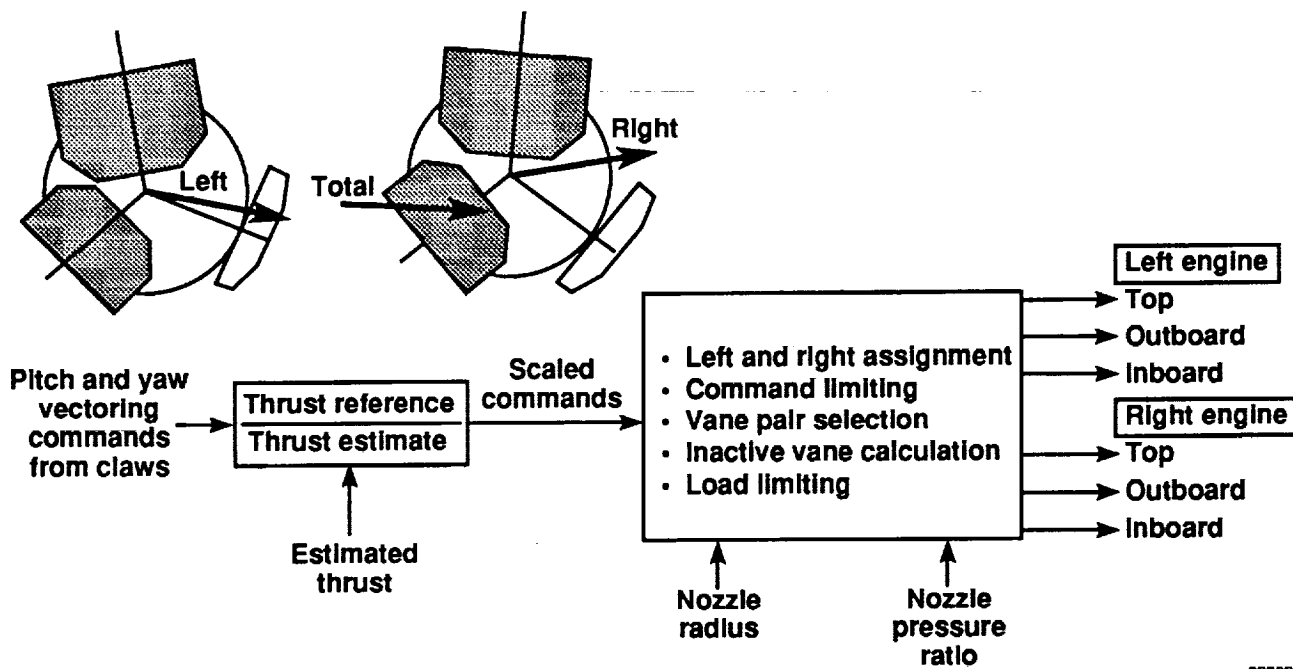 Left
Total
Right
Pitch and yaw
vectoring
commands
from claws
Thrust reference
Thrust estimate
Estimated
thrust
Scaled
commands
• Left and right assignment
• Command limiting
• Vane pair selection
• Inactive vane calculation
• Load limiting
Nozzle
radius
Nozzle
pressure
ratio
Left engine
Top
Outboard
Inboard
Right engine
Top
Outboard
Inboard